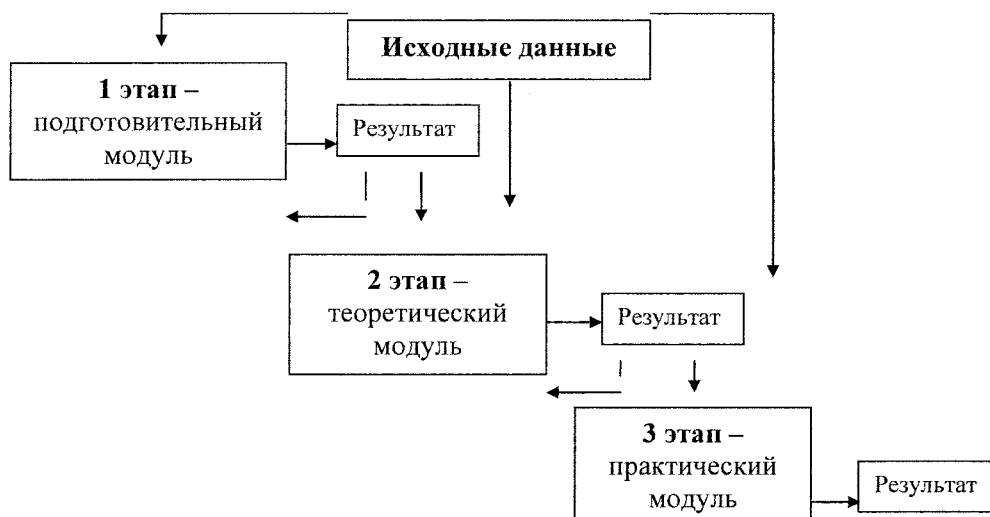 Исходные данные
1 этап –
подготовительный
модуль
Результат
2 этап –
теоретический
модуль
Результат
3 этап –
практический
модуль
Результат